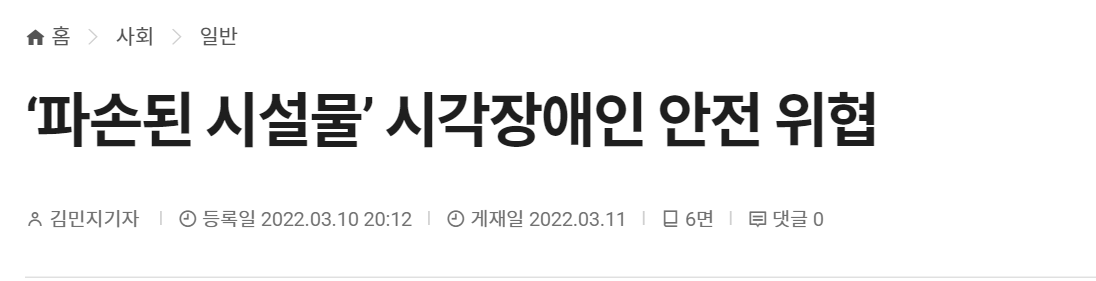 홈 > 사회 > 일반
‘파손된 시설물’ 시각장애인 안전 위협
김민지기자 | 등록일 2022.03.10 20:12 | 게재일 2022.03.11 | 6면 | 댓글 0